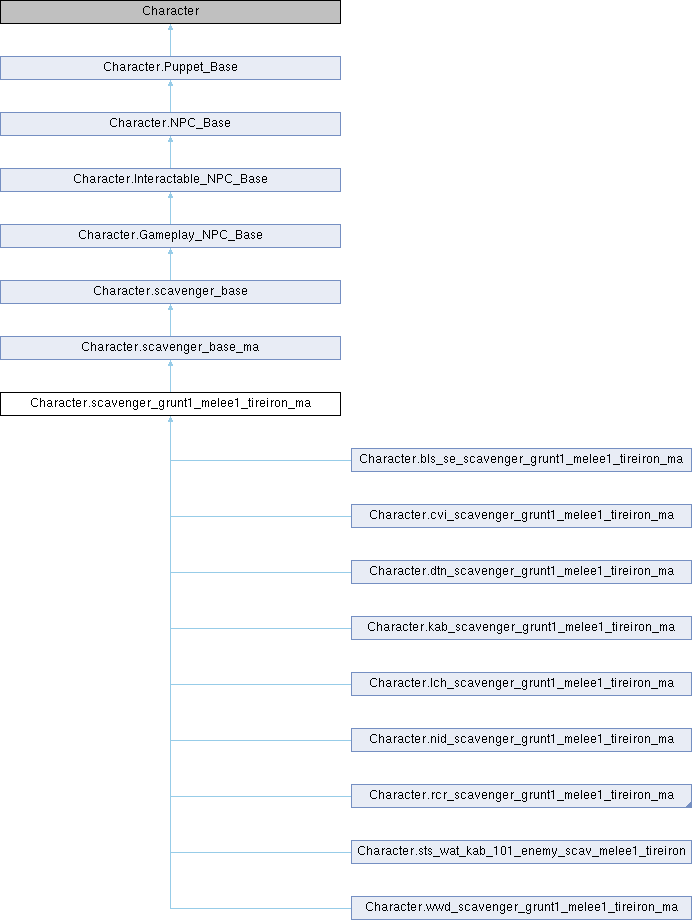 Character
Character.Puppet_Base
Character.NPC_Base
Character.Interactable_NPC_Base
Character.Gameplay_NPC_Base
Character.scavenger_base
Character.scavenger_base_ma
Character.scavenger_grunt1_melee1_tireiron_ma
Character.bls_se_scavenger_grunt1_melee1_tireiron_ma
Character.cvi_scavenger_grunt1_melee1_tireiron_ma
Character.dtn_scavenger_grunt1_melee1_tireiron_ma
Character.kab_scavenger_grunt1_melee1_tireiron_ma
Character.lch_scavenger_grunt1_melee1_tireiron_ma
Character.nid_scavenger_grunt1_melee1_tireiron_ma
Character.rcr_scavenger_grunt1_melee1_tireiron_ma
Character.sts_wat_kab_101_enemy_scav_melee1_tireiron
Character.wwd_scavenger_grunt1_melee1_tireiron_ma